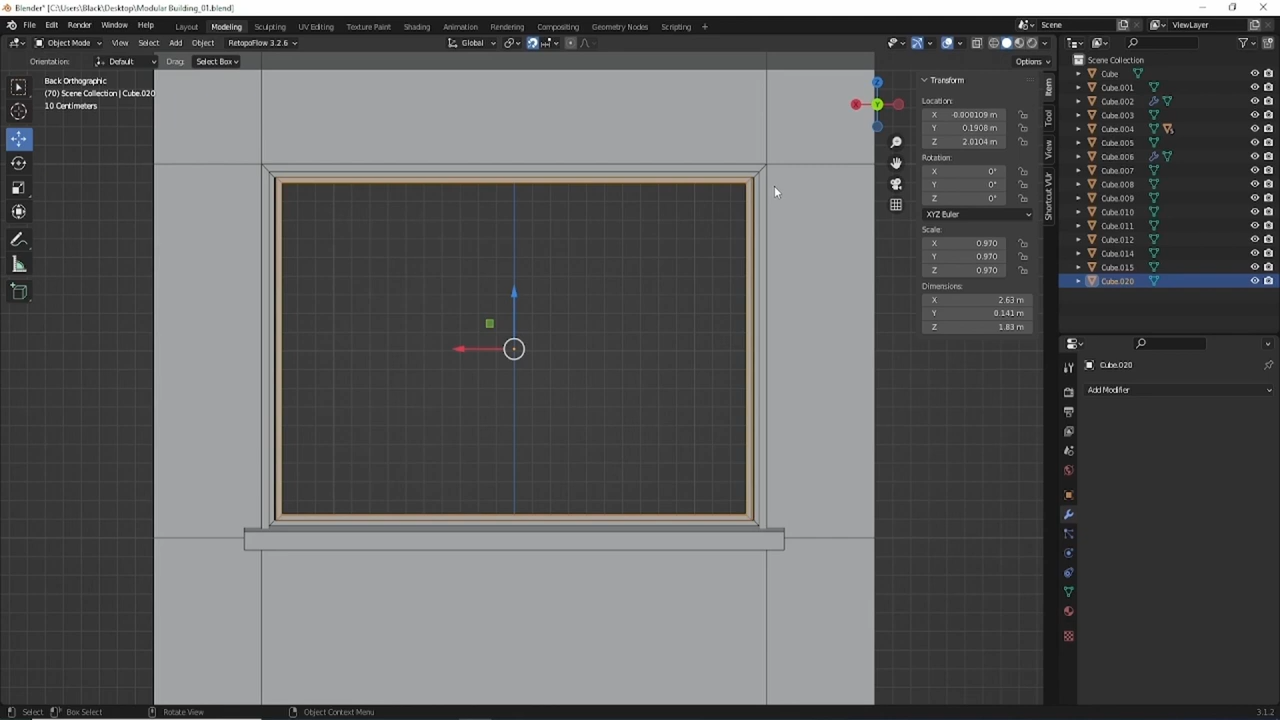 Blender* [C:\Users\Black\Desktop\Modular Building_01.blend]
File Edit Render Window Help Layout Modeling Sculpting UV Editing Texture Paint Shading Animation Rendering Compositing Geometry Nodes Scripting + Scene ViewLayer
Object Mode View Select Add Object RetopoFlow 3.2.6 Global
Orientation: Default Drag: Select Box Options
Back Orthographic
(70) Scene Collection | Cube.020
10 Centimeters
Transform
Location:
X -0.000109 m
Y 0.1908 m
Z 2.0104 m
Rotation:
X 0°
Y 0°
Z 0°
XYZ Euler
Scale:
X 0.970
Y 0.970
Z 0.970
Dimensions:
X 2.63 m
Y 0.141 m
Z 1.83 m
Item
Tool
View
Shortcut VUr
X
Y
Z
Scene Collection
Cube
Cube.001
Cube.002
Cube.003
Cube.004
Cube.005
Cube.006
Cube.007
Cube.008
Cube.009
Cube.010
Cube.011
Cube.012
Cube.014
Cube.015
Cube.020
Cube.020
Add Modifier
Select Box Select Rotate View Object Context Menu 3.1.2